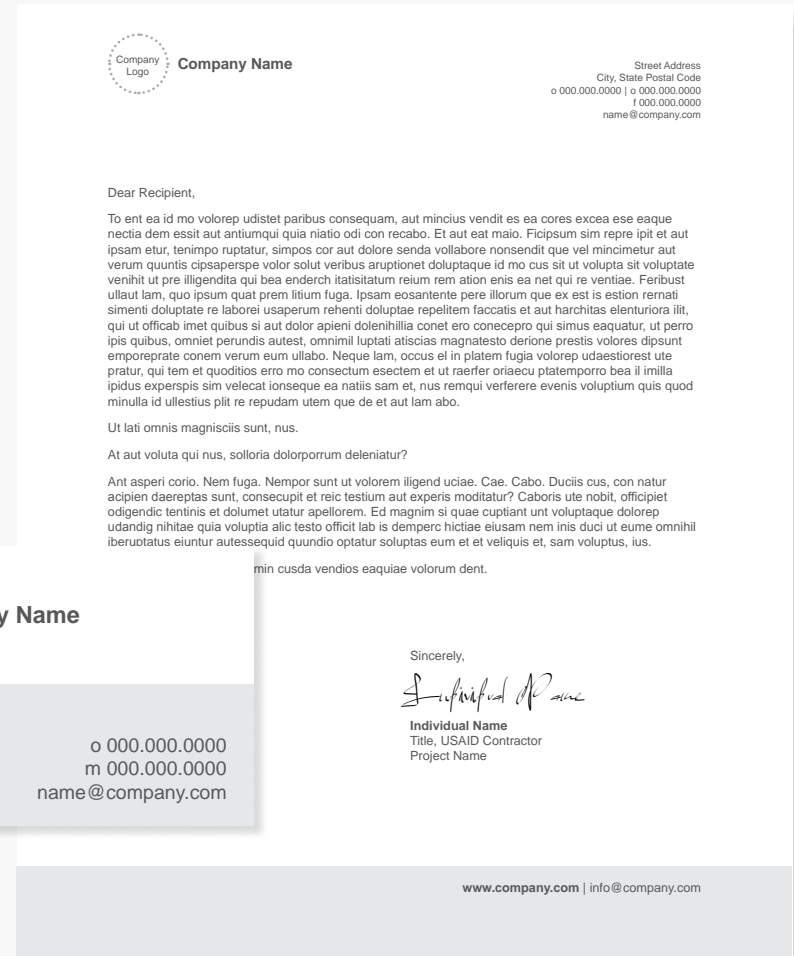 Company
Logo
Company Name
Street Address
City, State Postal Code
o 000.000.0000 | o 000.000.0000
f 000.000.0000
name@company.com
Dear Recipient,
To ent ea id mo volorep udistet paribus consequam, aut mincius vendit es ea cores excea ese eaque
nectia dem essit aut antiumqui quia niatio odi con recabo. Et aut eat maio. Ficipsum sim repre ipit et aut
ipsam etur, tenimpo ruptatur, simpos cor aut dolore senda vollabore nonsendit que vel mincimetur aut
verum quuntis cipsaperspe volor solut veribus aruptionet doluptaque id mo cus sit ut volupta sit voluptate
venihit ut pre illigendita qui bea enderch itatisitatum reium rem ation enis ea net qui re ventiae. Feribust
ullaut lam, quo ipsum quat prem litium fuga. Ipsam eosantente pere illorum que ex est is estion rernati
simenti doluptate re laborei usaperum rehenti doluptae repelitem faccatis et aut harchitas elenturiora ilit,
qui ut officab imet quibus si aut dolor apieni dolenihillia conet ero conecepro qui simus eaquatur, ut perro
ipis quibus, omniet perundis autest, omnimil luptati atiscias magnatesto derione prestis volores dipsunt
emporeprate conem verum eum ullabo. Neque lam, occus el in platem fugia volorep udaestiorest ute
pratur, qui tem et quoditios erro mo consectum esectem et ut raerfer oriaecu ptatemporro bea il imilla
ipidus experspis sim velecat ionseque ea natiis sam et, nus remqui verferere evenis voluptium quis quod
minulla id ullestius plit re repudam utem que de et aut lam abo.
Ut lati omnis magnisciis sunt, nus.
At aut voluta qui nus, solloria dolorporrum deleniatur?
Ant asperi corio. Nem fuga. Nempor sunt ut volorem iligend uciae. Cae. Cabo. Duciis cus, con natur
acipien daereptas sunt, consecupit et reic testium aut experis moditatur? Caboris ute nobit, officipiet
odigendic tentinis et dolumet utatur apellorem. Ed magnim si quae cuptiant unt voluptaque dolorep
udandig nihitae quia voluptia alic testo officit lab is demperc hictiae eiusam nem inis duci ut eume omnihil
iberuptatus eiuntur autessequid quundio optatur soluptas eum et et veliquis et, sam voluptus, ius.
min cusda vendios eaquiae volorum dent.
y Name
o 000.000.0000
m 000.000.0000
name@company.com
Sincerely,
Individual Name
Individual Name
Title, USAID Contractor
Project Name
www.company.com | info@company.com